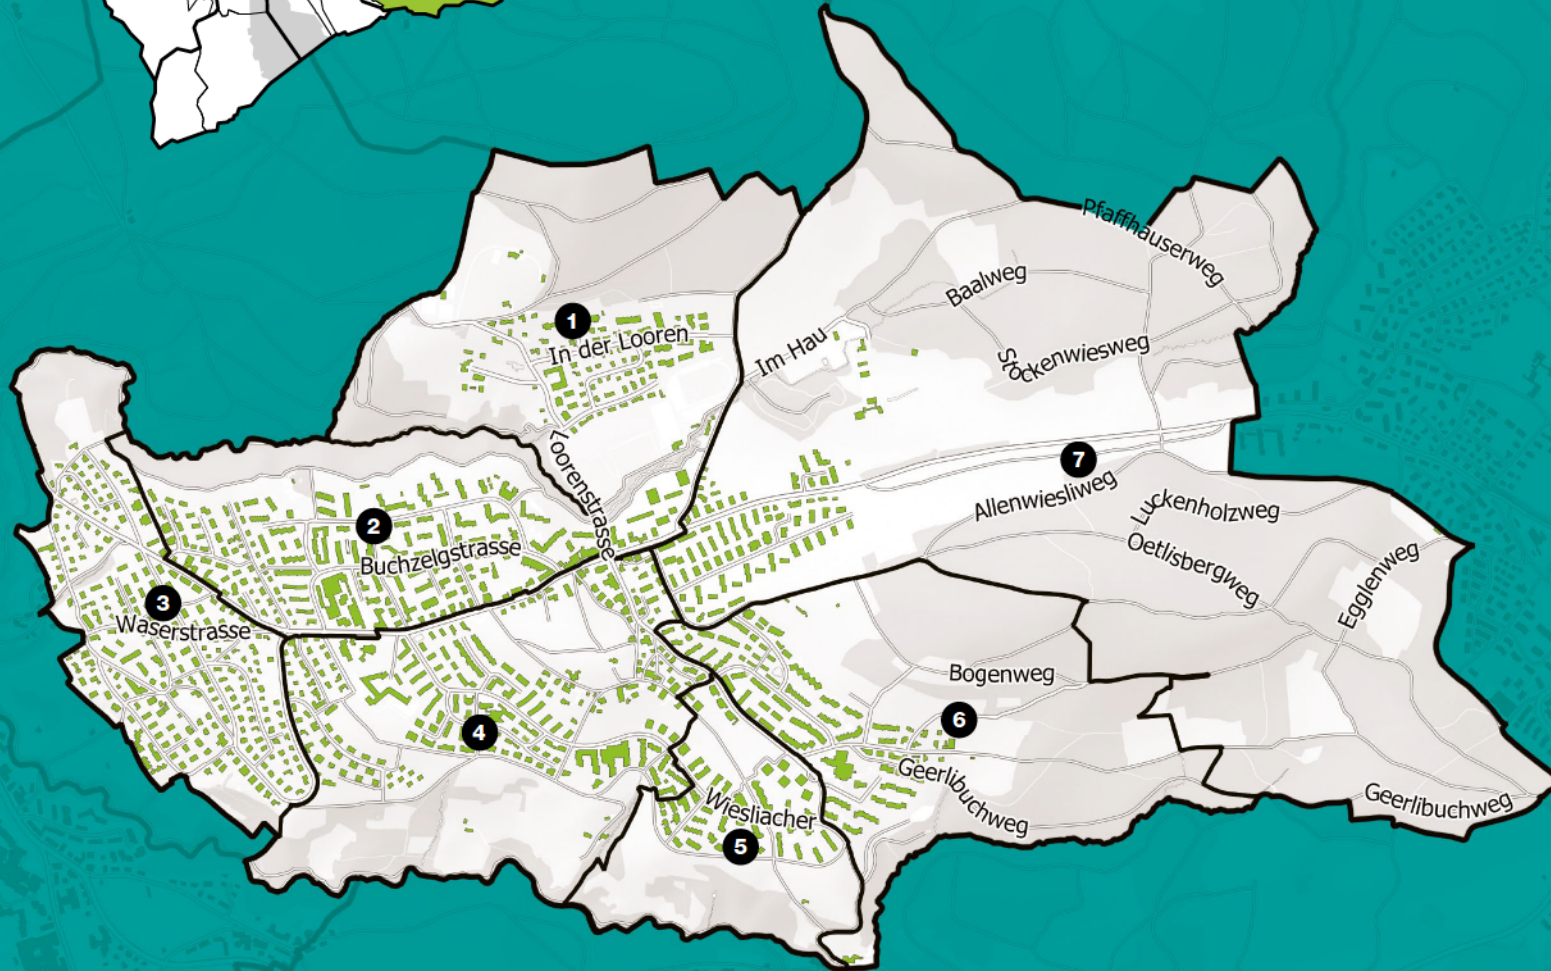 Pfaffhauserweg
Baalweg
1
In der Looren
Im Hau
Stockenwiesweg
Loorenstrasse
7
Allenwiesliweg
Luckenholzweg
2
Buchzelgstrasse
Oetlisbergweg
Egglenweg
3
Waserstrasse
Bogenweg
6
4
Geerlibuchweg
Wiesliacher
Geerlibuchweg
5